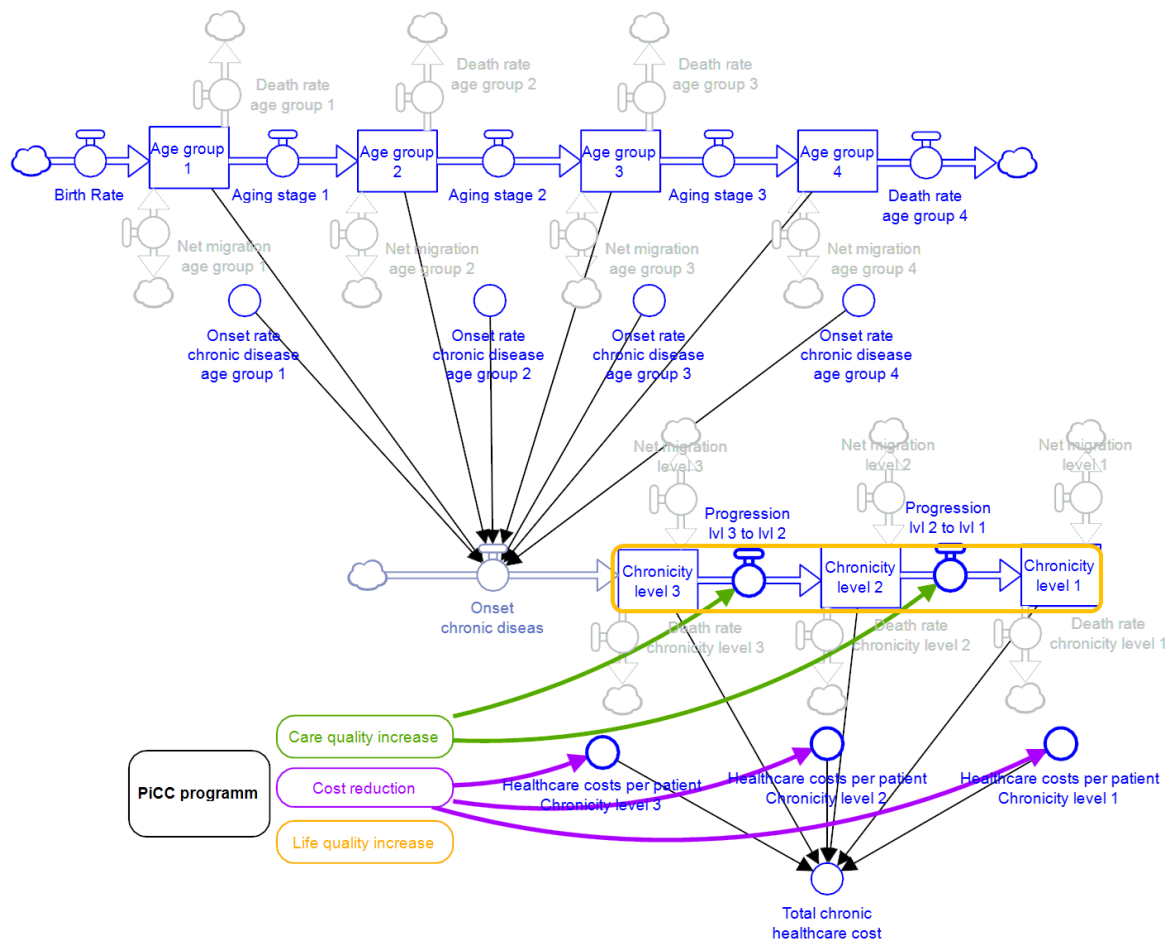 Death rate
age group 1
Death rate
age group 2
Death rate
age group 3
Age group
1
Age group
2
Age group
3
Age group
4
Birth Rate
Aging stage 1
Aging stage 2
Aging stage 3
Death rate
age group 4
Net migration
age group 1
Net migration
age group 2
Net migration
age group 3
Net migration
age group 4
Onset rate
chronic disease
age group 1
Onset rate
chronic disease
age group 2
Onset rate
chronic disease
age group 3
Onset rate
chronic disease
age group 4
Net migration
level 3
Net migration
level 2
Net migration
level 1
Progression
lvl 3 to lvl 2
Progression
lvl 2 to lvl 1
Chronicity
level 3
Chronicity
level 2
Chronicity
level 1
Onset
chronic diseas
Death rate
chronicity level 3
Death rate
chronicity level 2
Death rate
chronicity level 1
Care quality increase
PiCC programm
Cost reduction
Life quality increase
Healthcare costs per patient
Chronicity level 3
Healthcare costs per patient
Chronicity level 2
Healthcare costs per patient
Chronicity level 1
Total chronic
healthcare cost